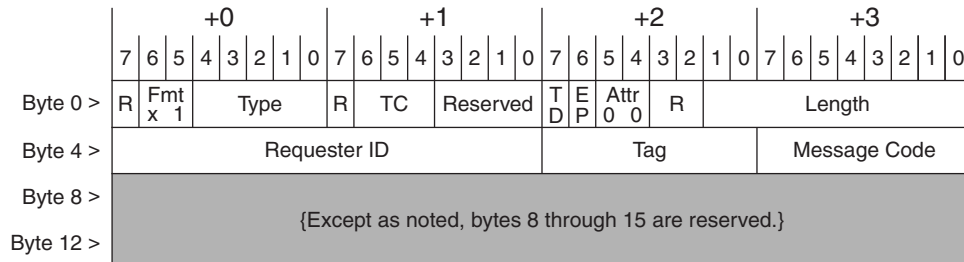 +0 +1 +2 +3
7 6 5 4 3 2 1 0 7 6 5 4 3 2 1 0 7 6 5 4 3 2 1 0 7 6 5 4 3 2 1 0
Byte 0 > R Fmt x 1 Type R TC Reserved TD EP Attr 0 0 R Length
Byte 4 > Requester ID Tag Message Code
Byte 8 >
{Except as noted, bytes 8 through 15 are reserved.}
Byte 12 >